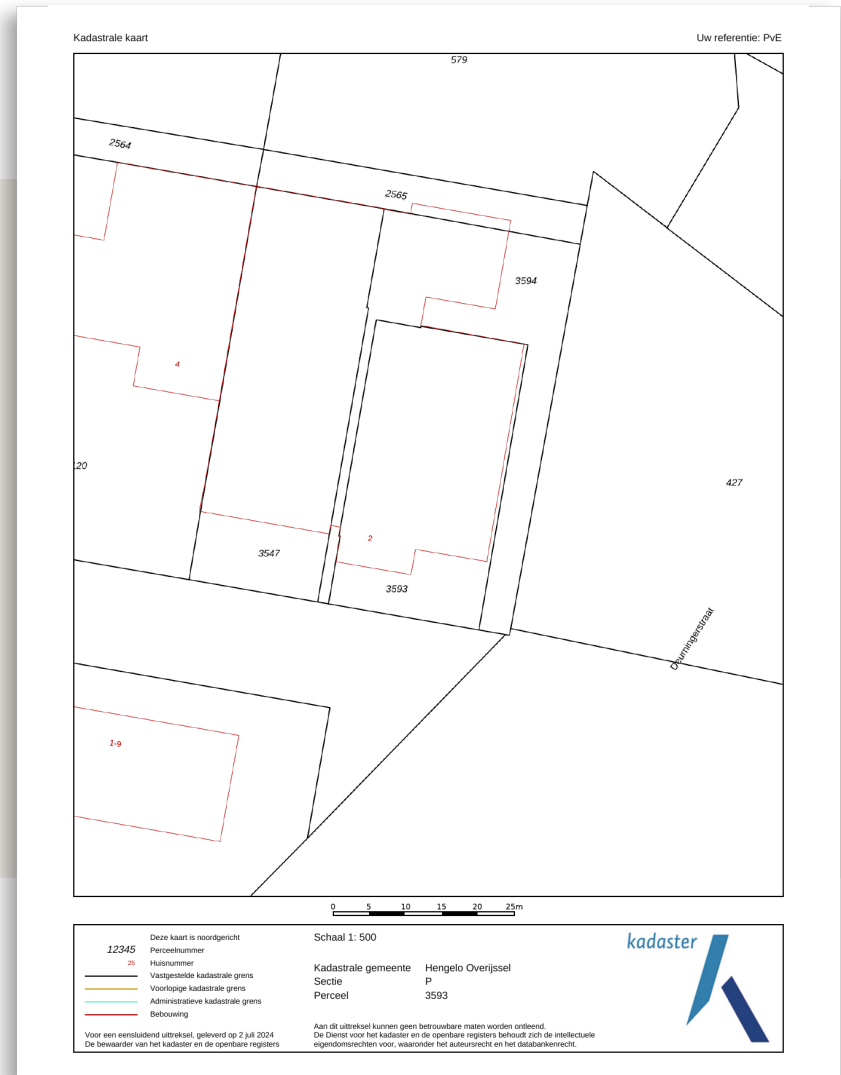 Kadastrale kaart
Uw referentie: PvE
579
2564
2565
3594
4
120
427
2
3547
3593
Deurningerstraat
1-9
0 5 10 15 20 25m
Deze kaart is noordgericht
12345 Perceelnummer
25 Huisnummer
Vastgestelde kadastrale grens
Voorlopige kadastrale grens
Administratieve kadastrale grens
Bebouwing
Voor een eensluidend uittreksel, geleverd op 2 juli 2024
De bewaarder van het kadaster en de openbare registers
Schaal 1: 500
Kadastrale gemeente Hengelo Overijssel
Sectie P
Perceel 3593
Aan dit uittreksel kunnen geen betrouwbare maten worden ontleend.
De Dienst voor het kadaster en de openbare registers behoudt zich de intellectuele
eigendomsrechten voor, waaronder het auteursrecht en het databankenrecht.
kadaster